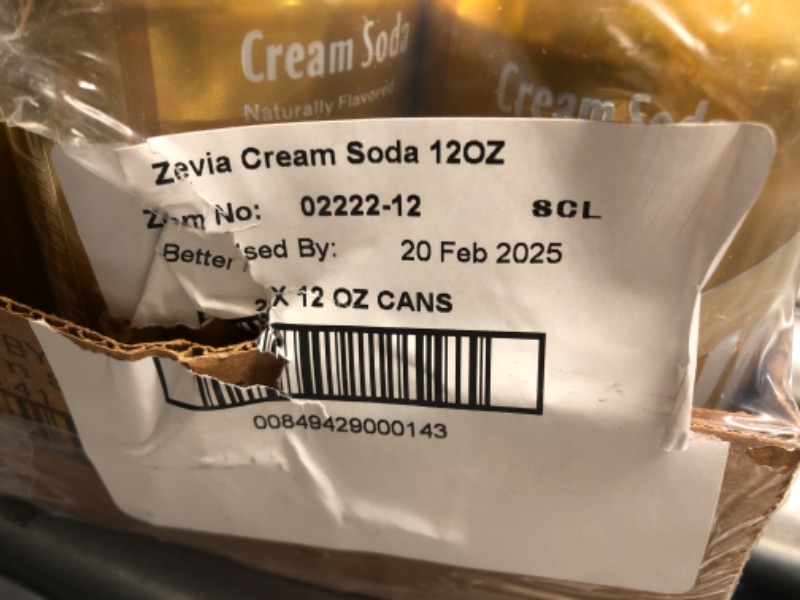 Cream Soda
Naturally Flavored
Cream Soda
Zevia Cream Soda 12OZ
No: 02222-12 SCL
Better By: 20 Feb 2025
X 12 OZ CANS
00849429000143
BY